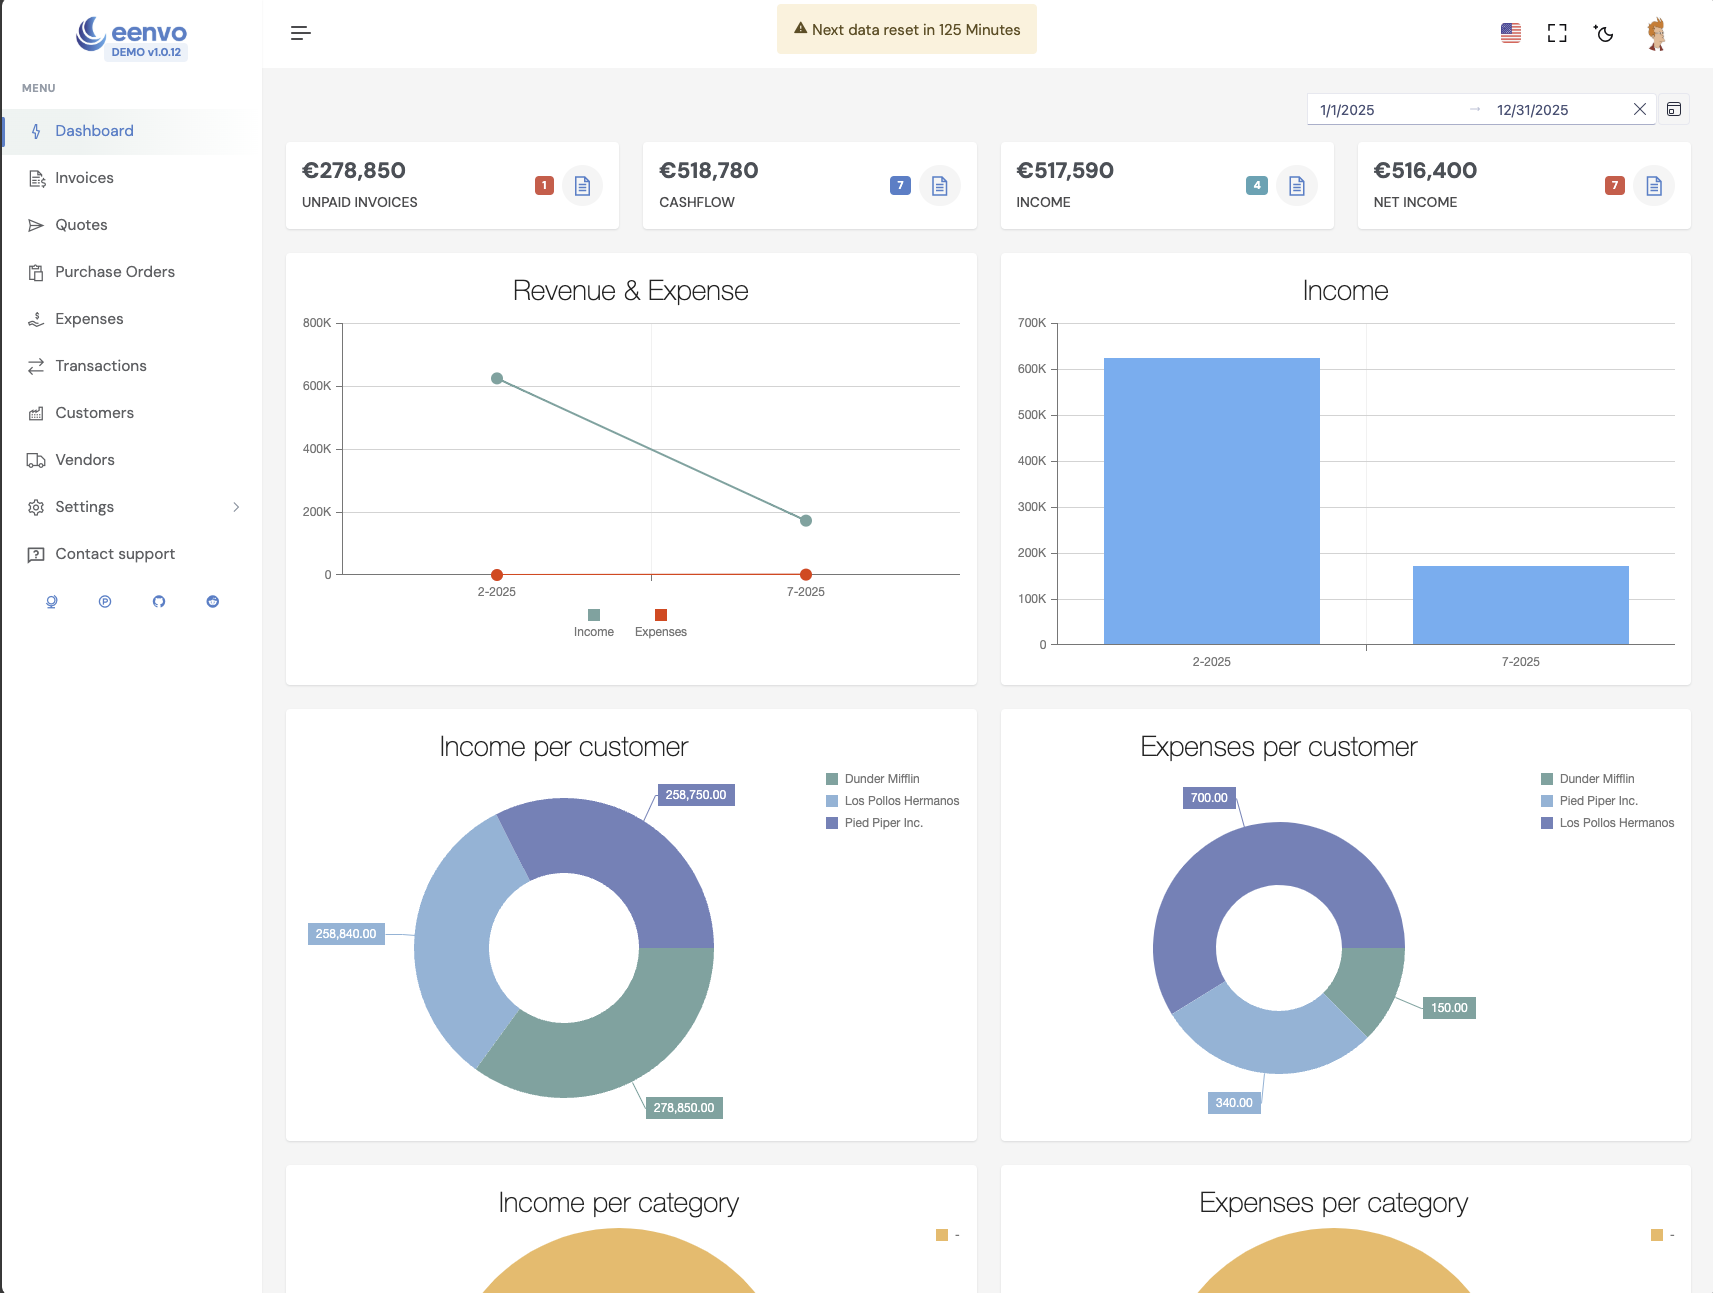 eenvo
DEMO v1.0.12
MENU
Dashboard
Invoices
Quotes
Purchase Orders
Expenses
Transactions
Customers
Vendors
Settings
Contact support
Next data reset in 125 Minutes
1/1/2025 → 12/31/2025
€278,850
UNPAID INVOICES
1
€518,780
CASHFLOW
7
€517,590
INCOME
4
€516,400
NET INCOME
7
Revenue & Expense
800K
600K
400K
200K
0
2-2025
7-2025
Income
Expenses
Income
700K
600K
500K
400K
300K
200K
100K
0
2-2025
7-2025
Income per customer
Dunder Mifflin
Los Pollos Hermanos
Pied Piper Inc.
258,750.00
258,840.00
278,850.00
Expenses per customer
Dunder Mifflin
Pied Piper Inc.
Los Pollos Hermanos
700.00
150.00
340.00
Income per category
-
Expenses per category
-